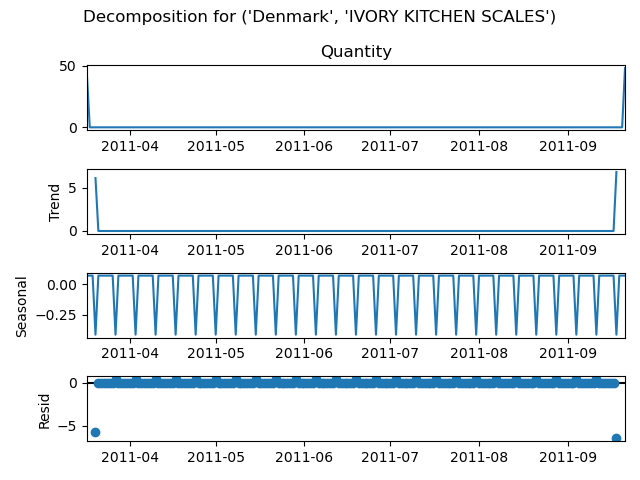 Decomposition for ('Denmark', 'IVORY KITCHEN SCALES')
Quantity
50
0
2011-04 2011-05 2011-06 2011-07 2011-08 2011-09
Trend
5
0
2011-04 2011-05 2011-06 2011-07 2011-08 2011-09
Seasonal
0.00
−0.25
2011-04 2011-05 2011-06 2011-07 2011-08 2011-09
Resid
0
−5
2011-04 2011-05 2011-06 2011-07 2011-08 2011-09